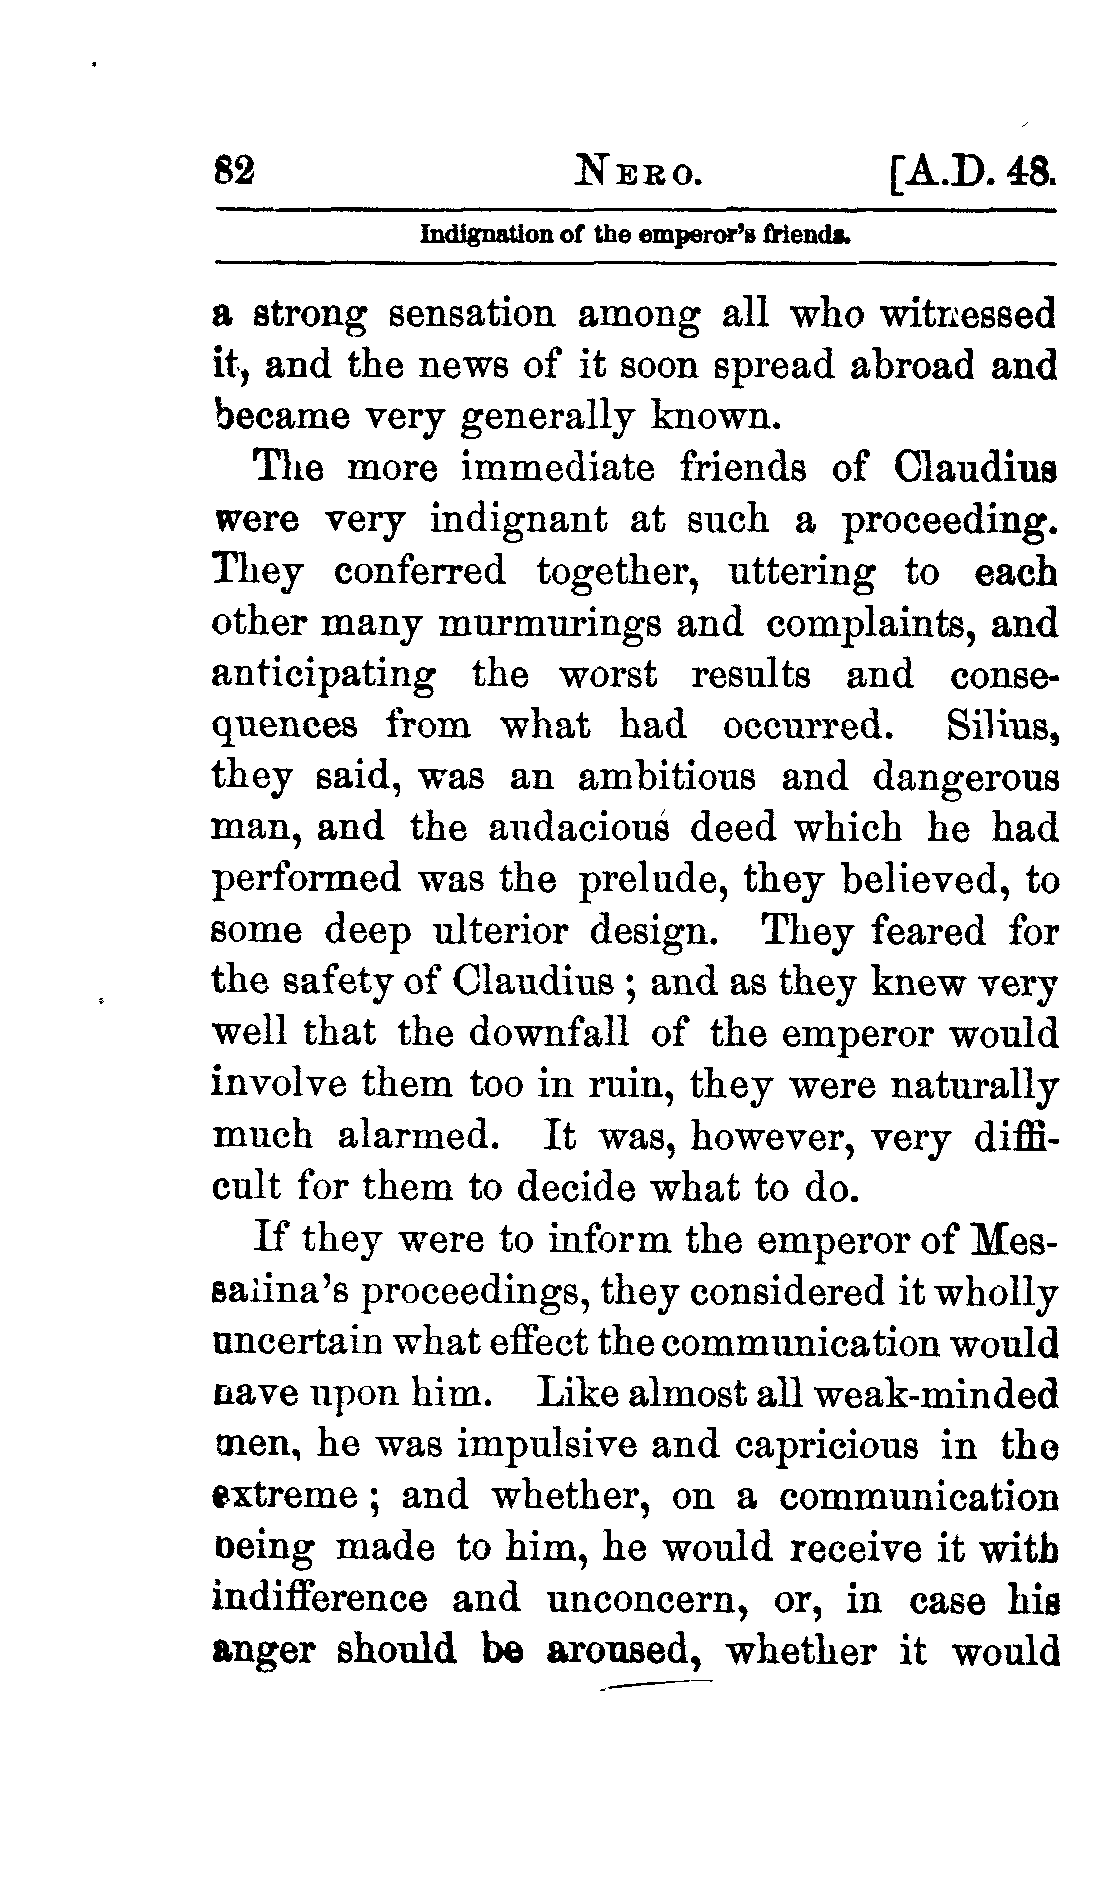 82 NERO. [A.D. 48.
Indignation of the emperor's friends.
a strong sensation among all who witnessed
it, and the news of it soon spread abroad and
became very generally known.
The more immediate friends of Claudius
were very indignant at such a proceeding.
They conferred together, uttering to each
other many murmurings and complaints, and
anticipating the worst results and conse-
quences from what had occurred. Silius,
they said, was an ambitious and dangerous
man, and the audacious deed which he had
performed was the prelude, they believed, to
some deep ulterior design. They feared for
the safety of Claudius ; and as they knew very
well that the downfall of the emperor would
involve them too in ruin, they were naturally
much alarmed. It was, however, very diffi-
cult for them to decide what to do.
If they were to inform the emperor of Mes-
salina's proceedings, they considered it wholly
uncertain what effect the communication would
have upon him. Like almost all weak-minded
men, he was impulsive and capricious in the
extreme ; and whether, on a communication
being made to him, he would receive it with
indifference and unconcern, or, in case his
anger should be aroused, whether it would